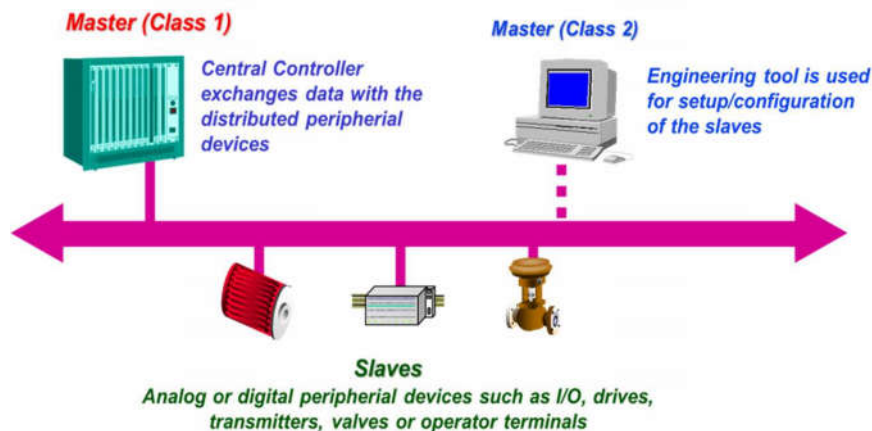 Master (Class 1)
Central Controller
exchanges data with the
distributed peripherial
devices
Master (Class 2)
Engineering tool is used
for setup/configuration
of the slaves
Slaves
Analog or digital peripherial devices such as I/O, drives,
transmitters, valves or operator terminals